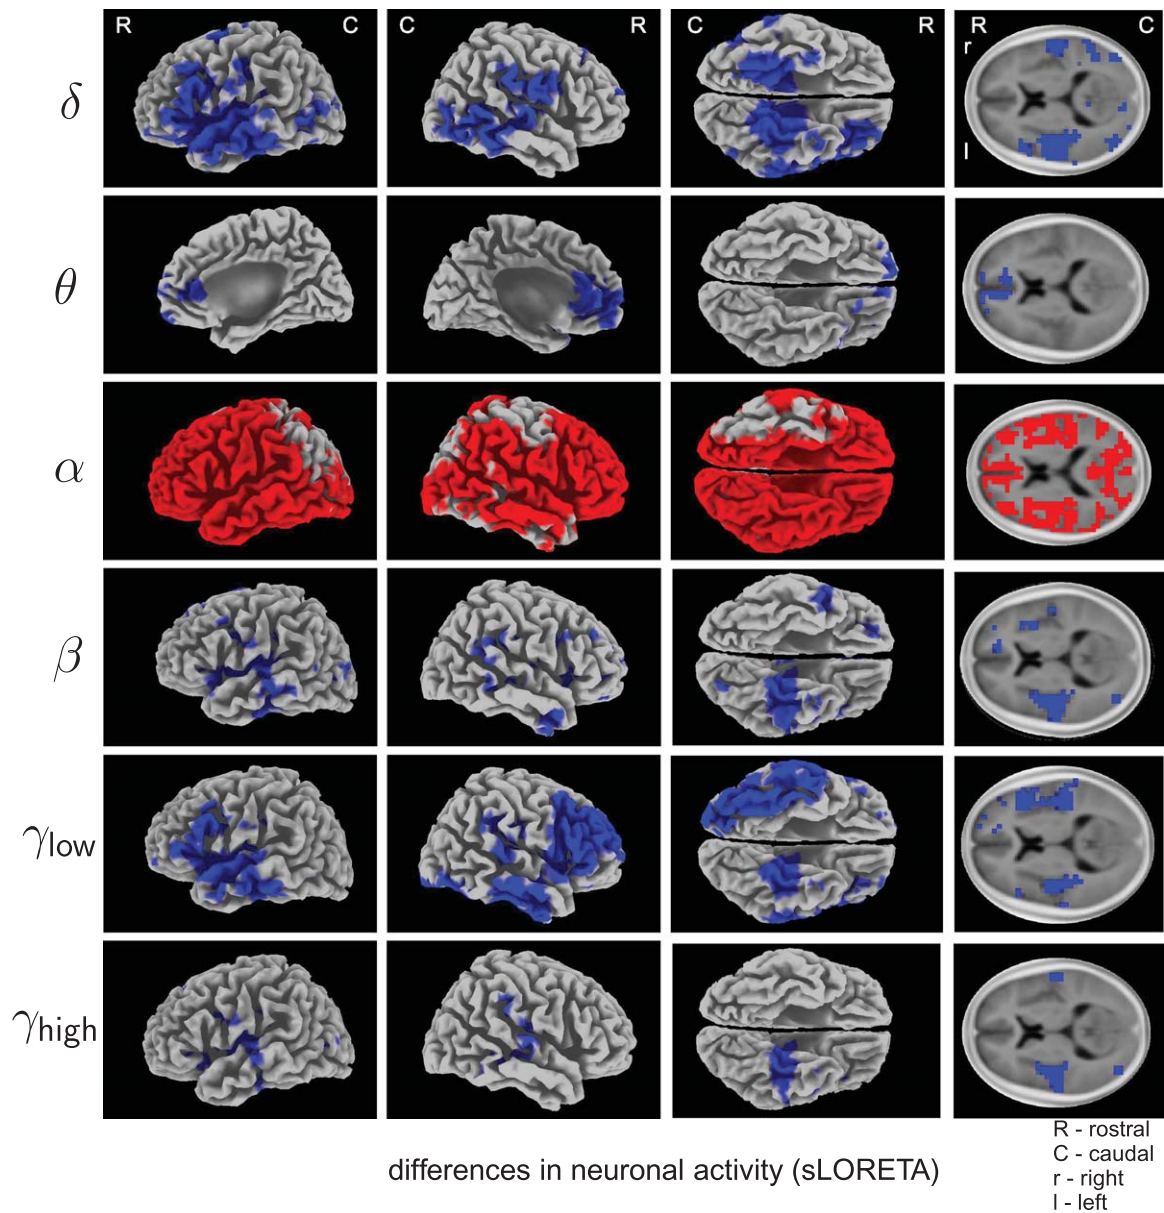 R C C R C R R C
r
δ
l
θ
α
β
γlow
γhigh
R - rostral
C - caudal
differences in neuronal activity (sLORETA)
r - right
l - left